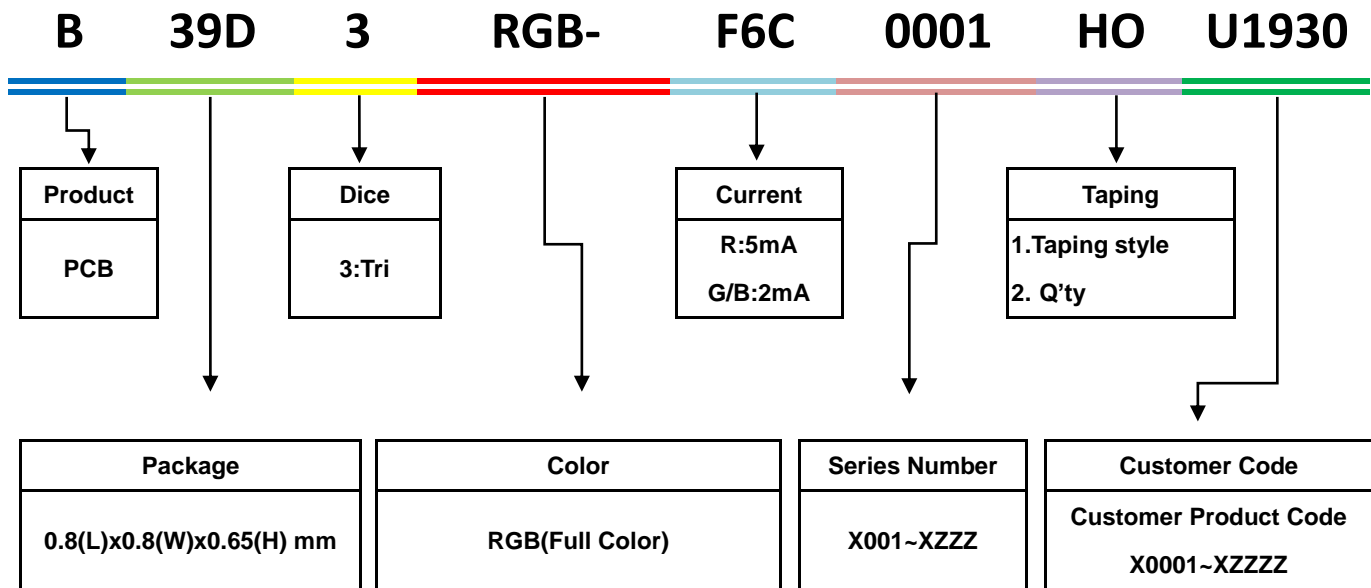 B 39D 3 RGB- F6C 0001 HO U1930
Product
PCB
Dice
3:Tri
Current
R:5mA
G/B:2mA
Taping
1.Taping style
2. Q’ty
Package
0.8(L)x0.8(W)x0.65(H) mm
Color
RGB(Full Color)
Series Number
X001~XZZZ
Customer Code
Customer Product Code
X0001~XZZZZ